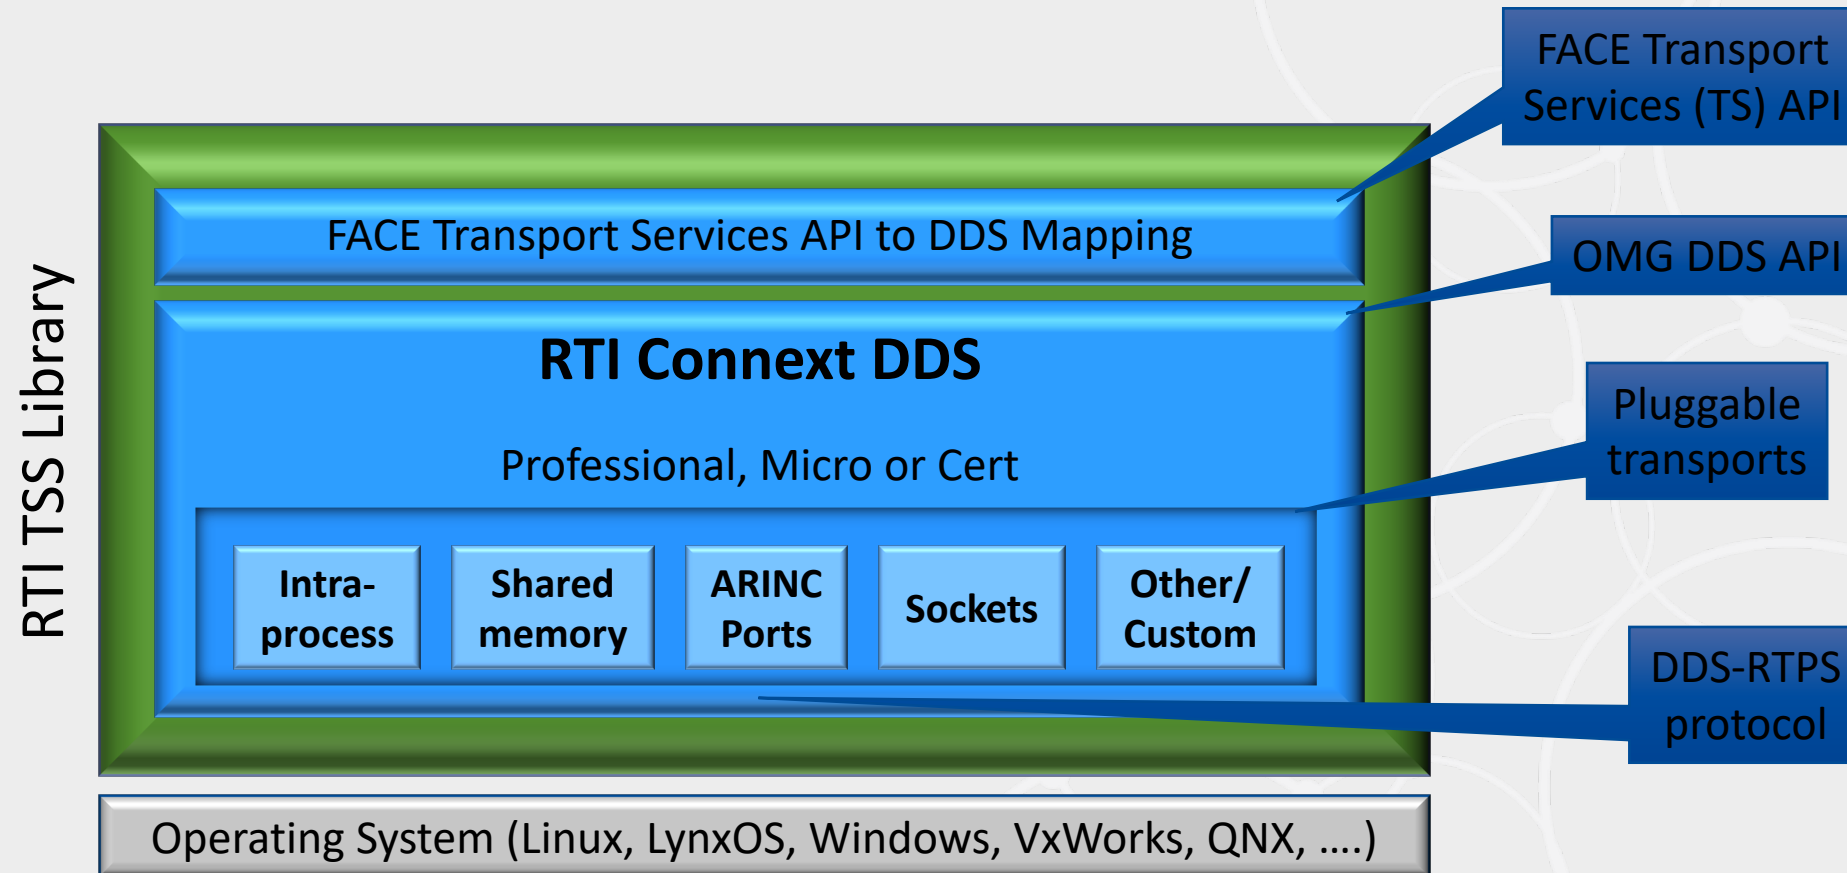 FACE Transport
Services (TS) API
FACE Transport Services API to DDS Mapping
OMG DDS API
RTI TSS Library
RTI Connext DDS
Professional, Micro or Cert
Pluggable
transports
Intra-
process
Shared
memory
ARINC
Ports
Sockets
Other/
Custom
DDS-RTPS
protocol
Operating System (Linux, LynxOS, Windows, VxWorks, QNX, ....)